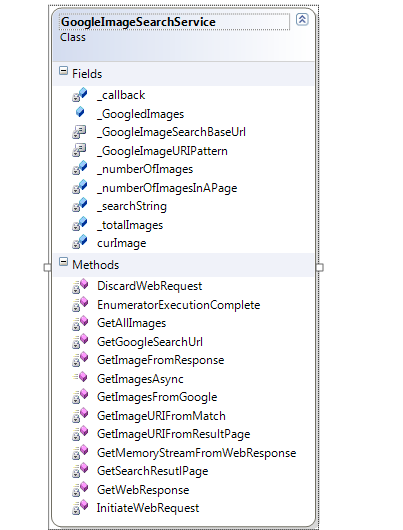 GoogleImageSearchService
Class
Fields
_callback
_GoogledImages
_GoogleImageSearchBaseUrl
_GoogleImageURIPattern
_numberOfImages
_numberOfImagesInAPage
_searchString
_totalImages
curImage
Methods
DiscardWebRequest
EnumeratorExecutionComplete
GetAllImages
GetGoogleSearchUrl
GetImageFromResponse
GetImagesAsync
GetImagesFromGoogle
GetImageURIFromMatch
GetImageURIFromResultPage
GetMemoryStreamFromWebResponse
GetSearchResutlPage
GetWebResponse
InitiateWebRequest